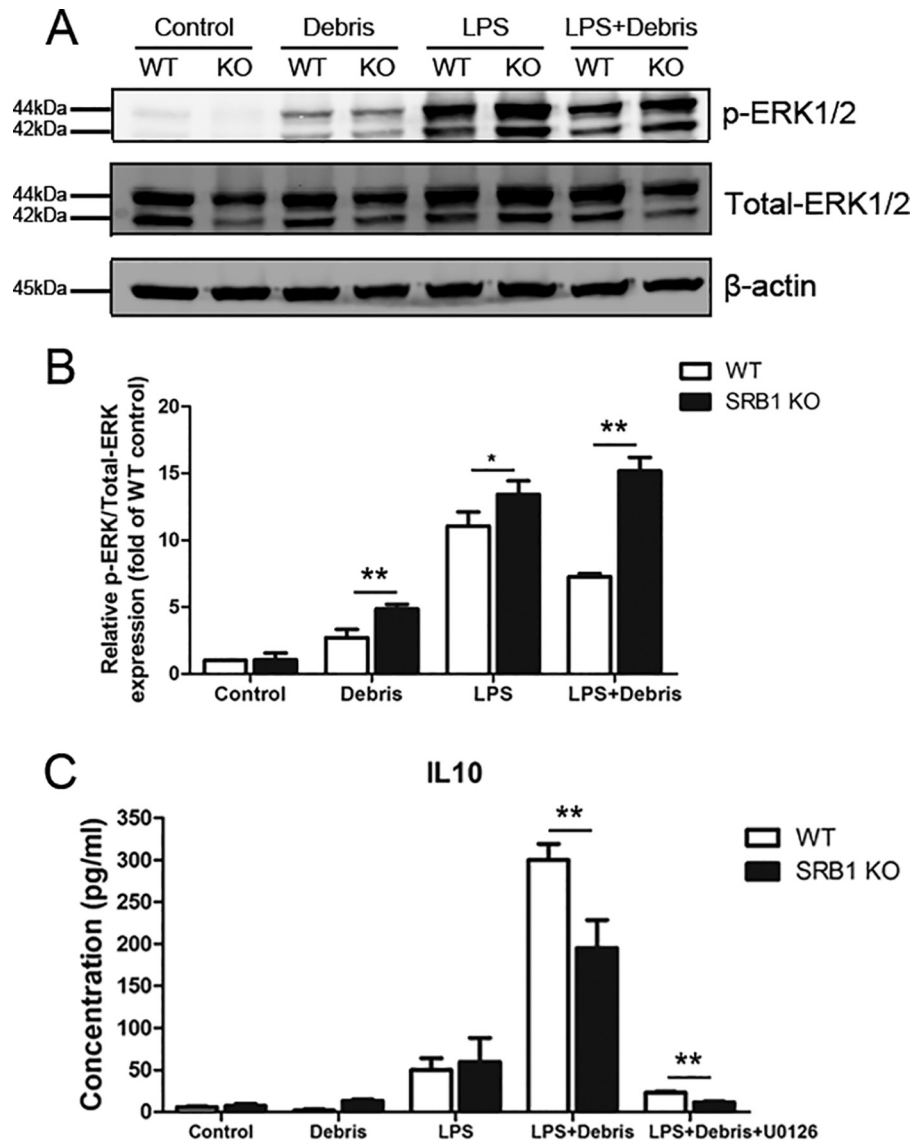 A
Control Debris LPS LPS+Debris
WT KO WT KO WT KO WT KO
44kDa
42kDa
p-ERK1/2
44kDa
42kDa
Total-ERK1/2
45kDa
β-actin
B
WT
SRB1 KO
Relative p-ERK/Total-ERK
expression (fold of WT control)
20
15
10
5
0
**
*
**
Control Debris LPS LPS+Debris
C
IL10
WT
SRB1 KO
Concentration (pg/ml)
350
300
250
200
150
100
50
0
**
**
Control Debris LPS LPS+Debris LPS+Debris+U0126